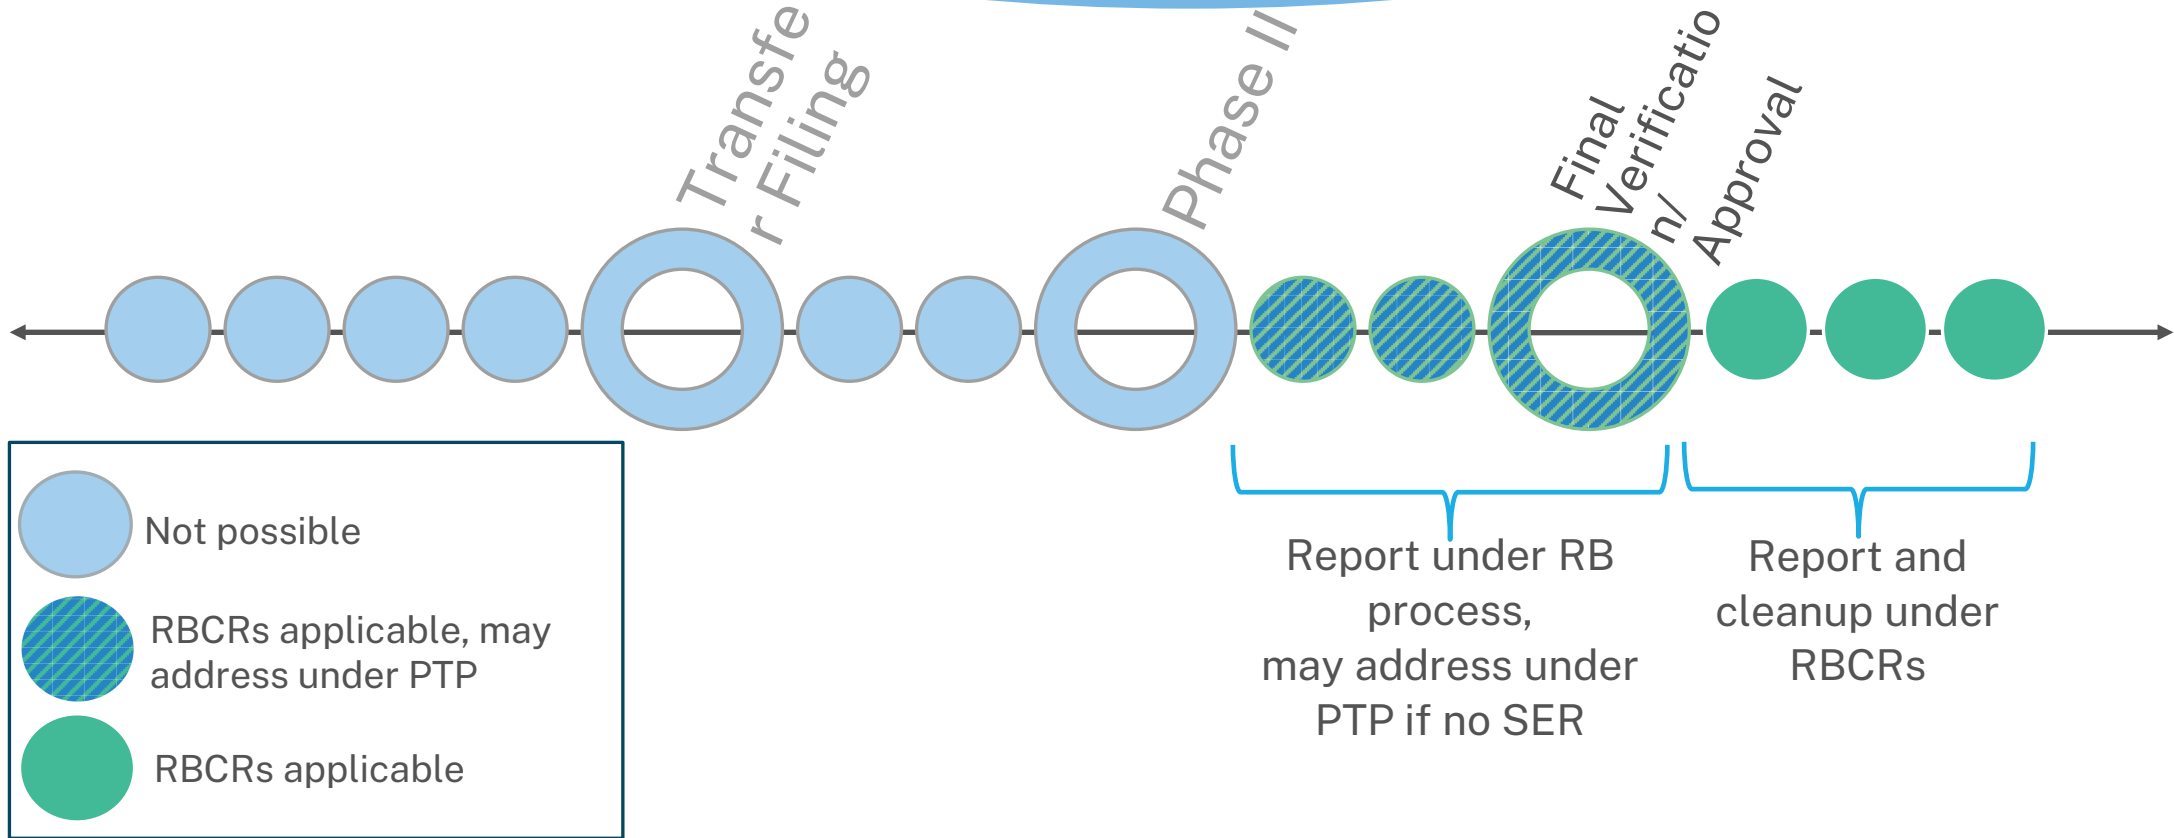 Transfe
r Filing
Phase II
Final
Verificatio
n/
Approval
Not possible
RBCRs applicable, may
address under PTP
RBCRs applicable
Report under RB
process,
may address under
PTP if no SER
Report and
cleanup under
RBCRs